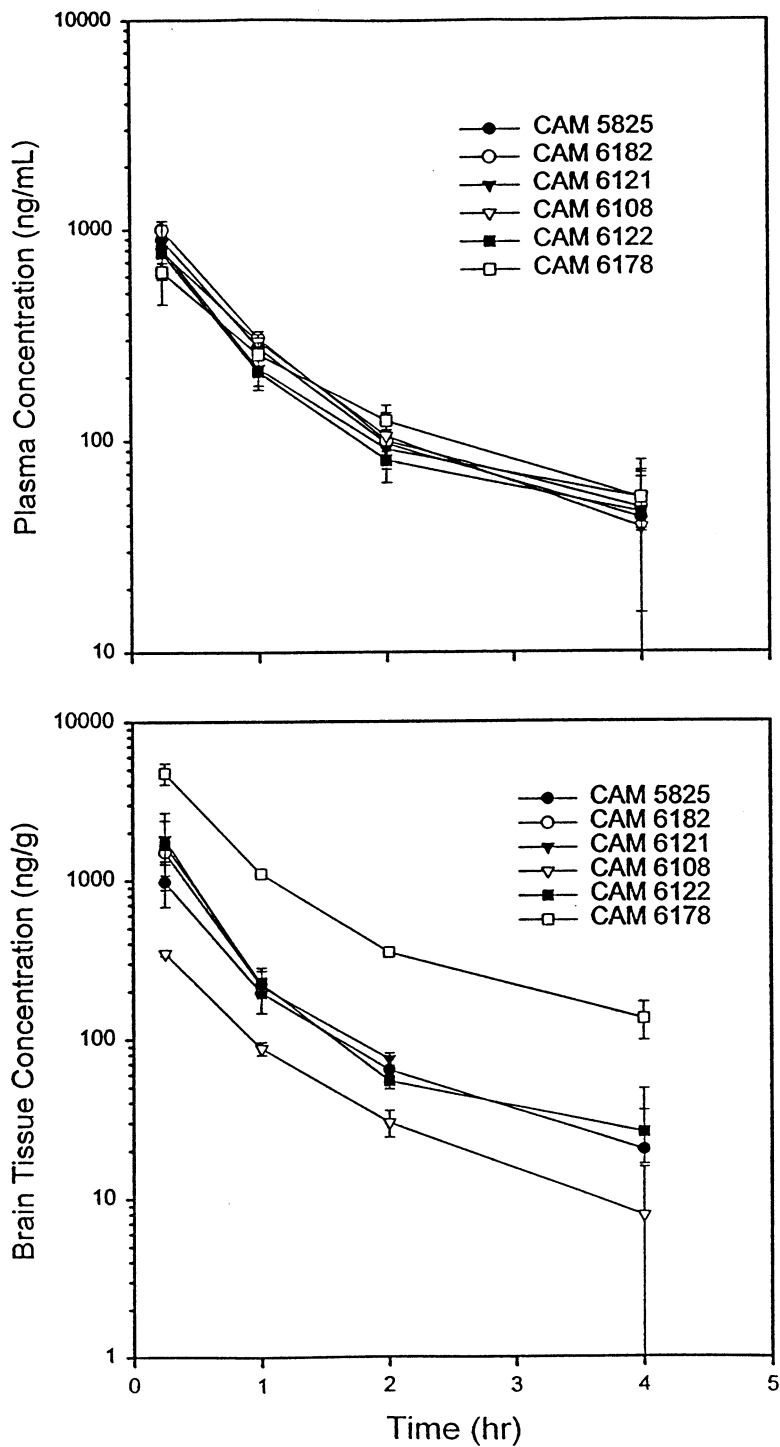 10000
1000
100
10
Plasma Concentration (ng/mL)
CAM 5825
CAM 6182
CAM 6121
CAM 6108
CAM 6122
CAM 6178
10000
1000
100
10
1
Brain Tissue Concentration (ng/g)
CAM 5825
CAM 6182
CAM 6121
CAM 6108
CAM 6122
CAM 6178
0
1
2
3
4
5
Time (hr)